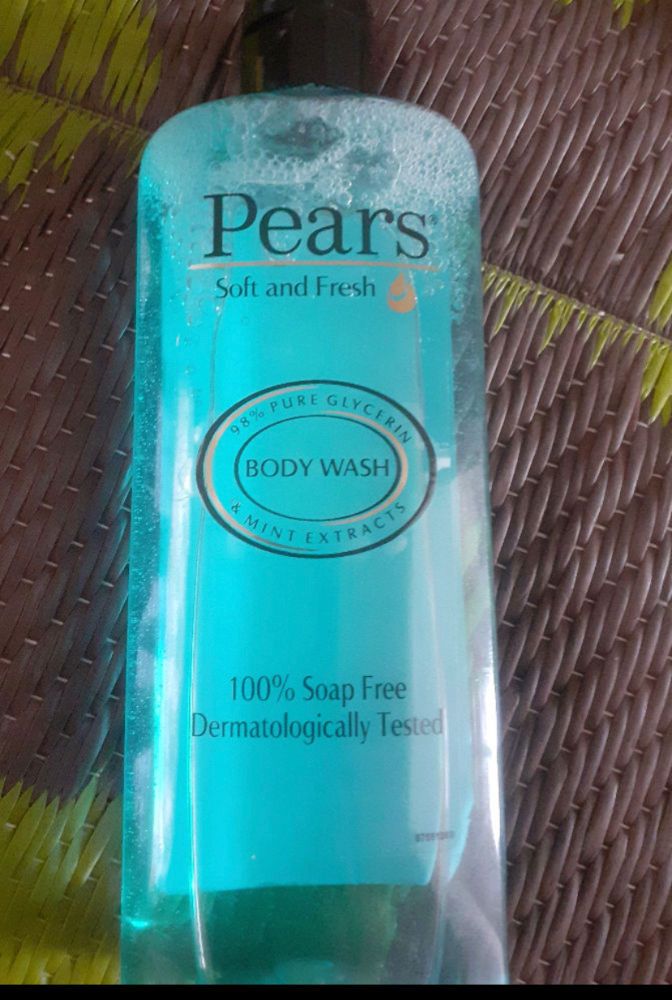 Pears®
Soft and Fresh
98% PURE GLYCERIN
BODY WASH
& MINT EXTRACTS
100% Soap Free
Dermatologically Tested